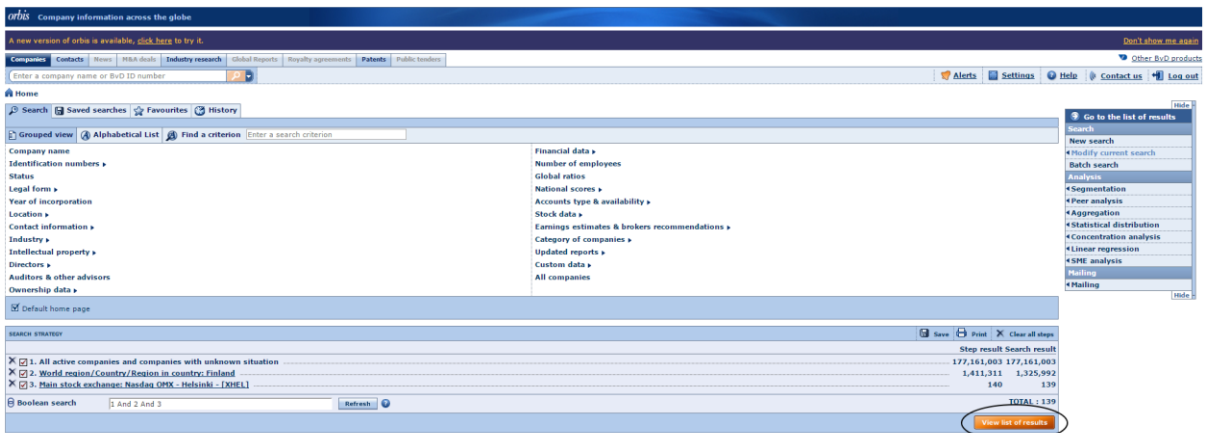 orbis Company information across the globe
A new version of orbis is available, click here to try it. Don't show me again
Companies Contacts News M&A deals Industry research Global Reports Royalty agreements Patents Public tenders Other BvD products
Enter a company name or BvD ID number Alerts Settings Help Contact us Log out
Home
Search Saved searches Favourites History
Hide
Go to the list of results
Grouped view Alphabetical List Find a criterion Enter a search criterion
Search
New search
Modify current search
Batch search
Analysis
Segmentation
Peer analysis
Aggregation
Statistical distribution
Concentration analysis
Linear regression
SME analysis
Mailing
Mailing
Hide
Company name
Identification numbers
Status
Legal form
Year of incorporation
Location
Contact information
Industry
Intellectual property
Directors
Auditors & other advisors
Ownership data
Financial data
Number of employees
Global ratios
National scores
Accounts type & availability
Stock data
Earnings estimates & brokers recommendations
Category of companies
Updated reports
Custom data
All companies
Default home page
SEARCH STRATEGY Save Print Clear all steps
Step result Search result
1. All active companies and companies with unknown situation 177,161,003 177,161,003
2. World region/Country/Region in country: Finland 1,411,311 1,325,992
3. Main stock exchange: Nasdaq OMX - Helsinki - [XHEL] 140 139
Boolean search 1 And 2 And 3 Refresh TOTAL : 139
View list of results